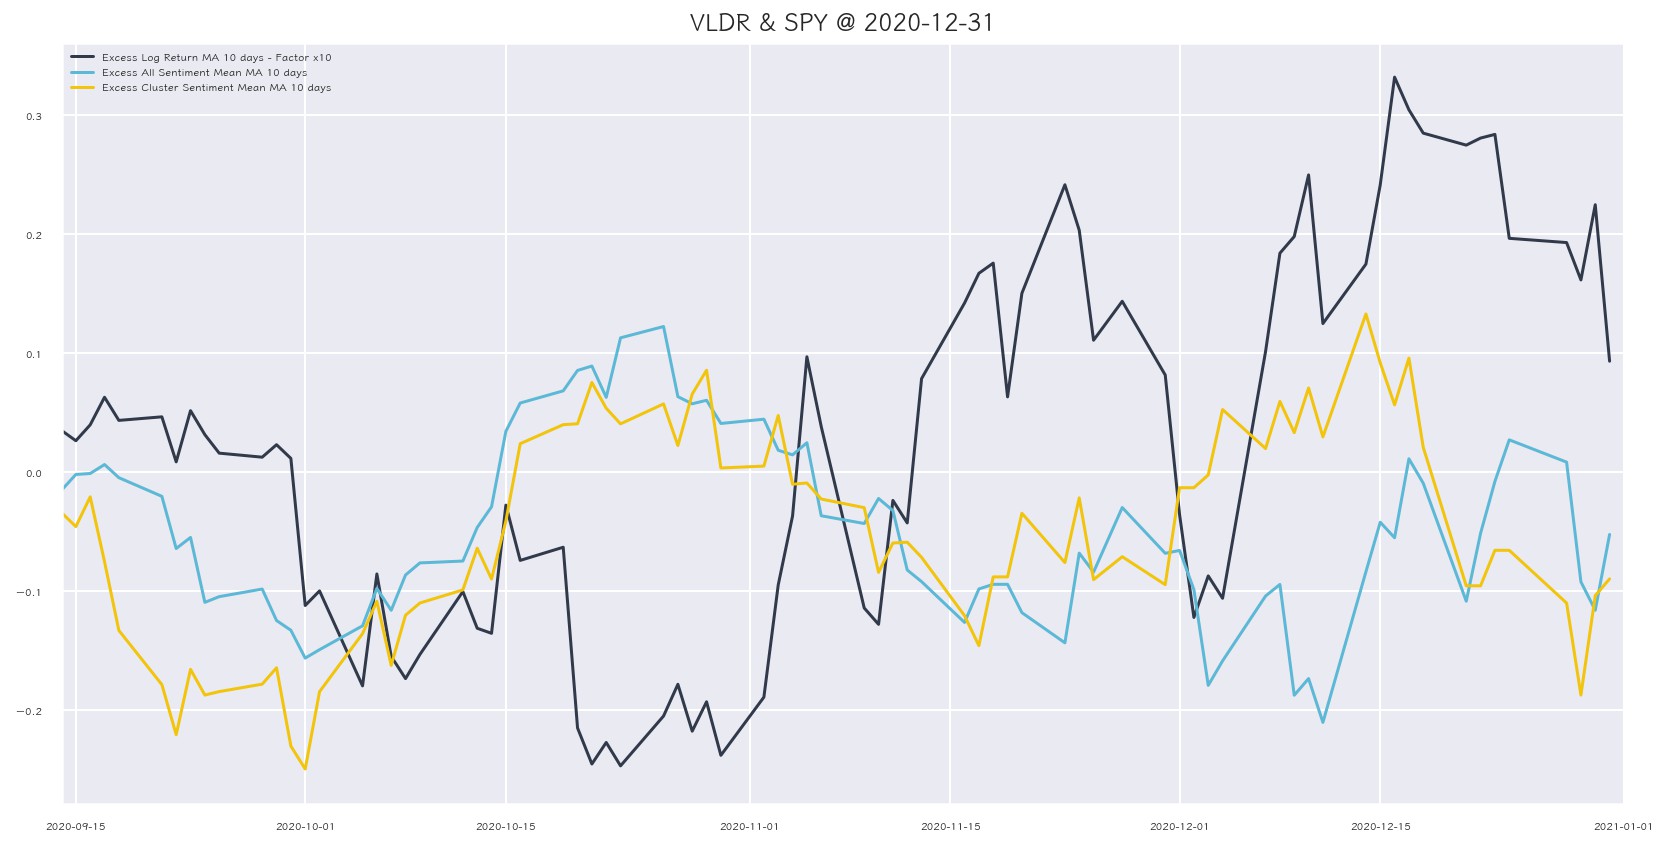 VLDR & SPY @ 2020-12-31
Excess Log Return MA 10 days - Factor x10
Excess All Sentiment Mean MA 10 days
Excess Cluster Sentiment Mean MA 10 days
0.3
0.2
0.1
0.0
−0.1
−0.2
2020-09-15 2020-10-01 2020-10-15 2020-11-01 2020-11-15 2020-12-01 2020-12-15 2021-01-01